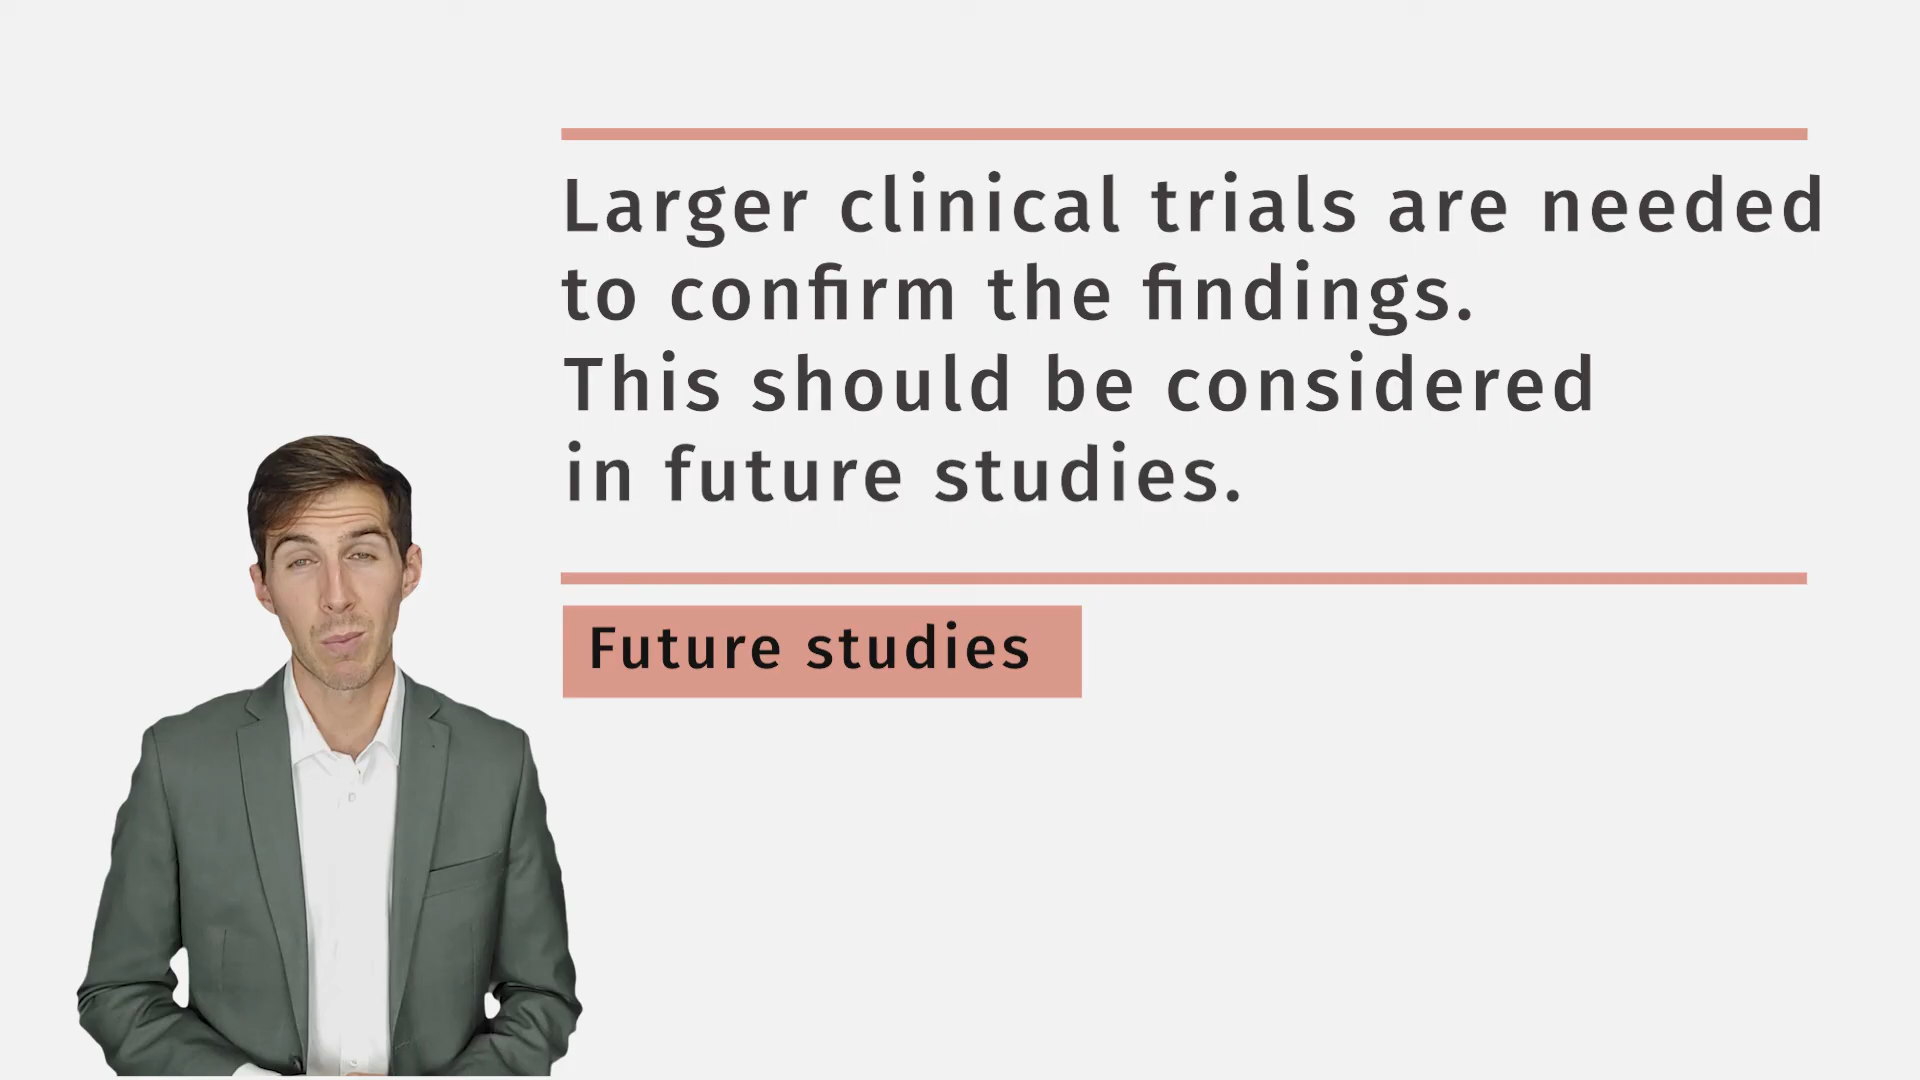 Larger clinical trials are needed
to confirm the findings.
This should be considered
in future studies.
Future studies